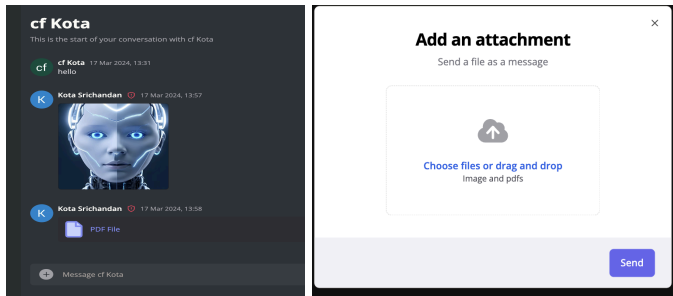 cf Kota
This is the start of your conversation with cf Kota
cf
cf Kota 17 Mar 2024, 13:31
hello
K
Kota Srichandan 17 Mar 2024, 13:57
K
Kota Srichandan 17 Mar 2024, 13:58
PDF File
Message cf Kota
Add an attachment
Send a file as a message
Choose files or drag and drop
Image and pdfs
Send